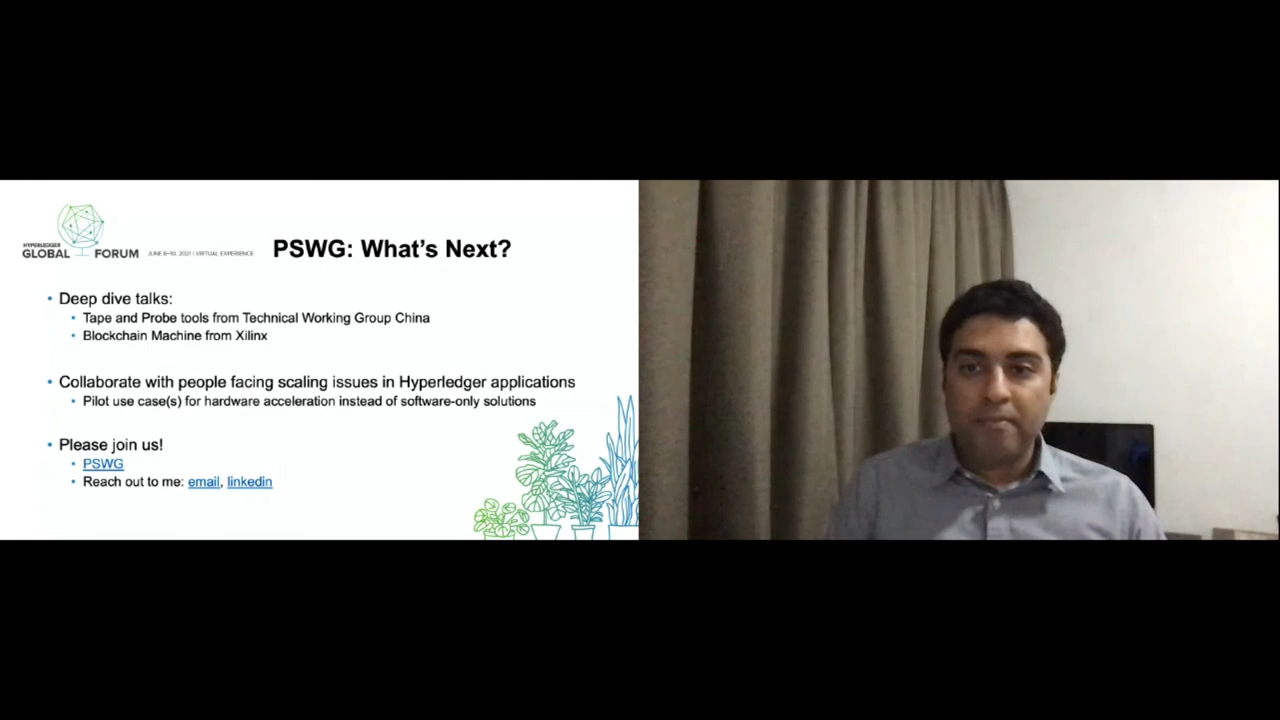 HYPERLEDGER
GLOBAL FORUM
JUNE 8–10, 2021 | VIRTUAL EXPERIENCE
PSWG: What's Next?
• Deep dive talks:
• Tape and Probe tools from Technical Working Group China
• Blockchain Machine from Xilinx
• Collaborate with people facing scaling issues in Hyperledger applications
• Pilot use case(s) for hardware acceleration instead of software-only solutions
• Please join us!
• PSWG
• Reach out to me: email, linkedin